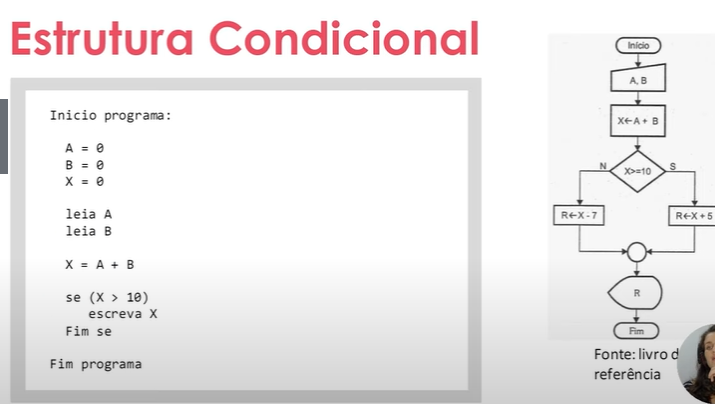 Estrutura Condicional
Inicio programa:
A = 0
B = 0
X = 0
leia A
leia B
X = A + B
se (X > 10)
escreva X
Fim se
Fim programa
Início
A, B
X←A + B
N
X>=10
S
R←X - 7
R←X + 5
R
Fim
Fonte: livro d
referência